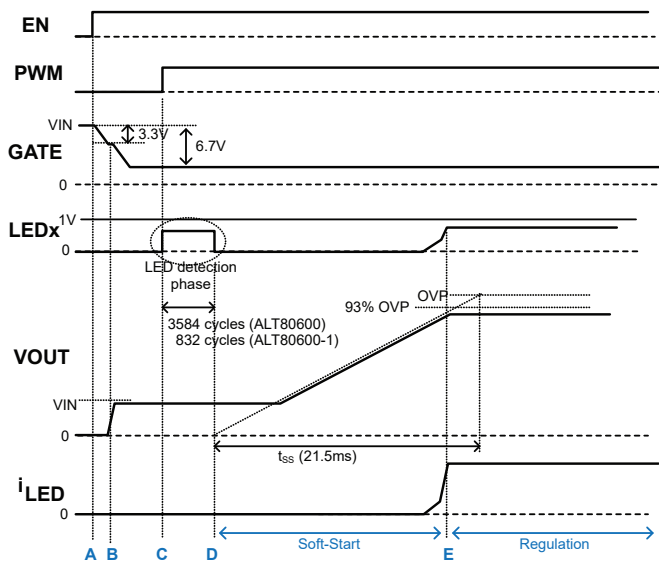 EN
PWM
VIN
3.3V
6.7V
GATE
0
1V
LEDx
0
LED detection
phase
OVP
93% OVP
3584 cycles (ALT80600)
832 cycles (ALT80600-1)
VOUT
VIN
0
tSS (21.5ms)
iLED
0
Soft-Start
Regulation
A
B
C
D
E